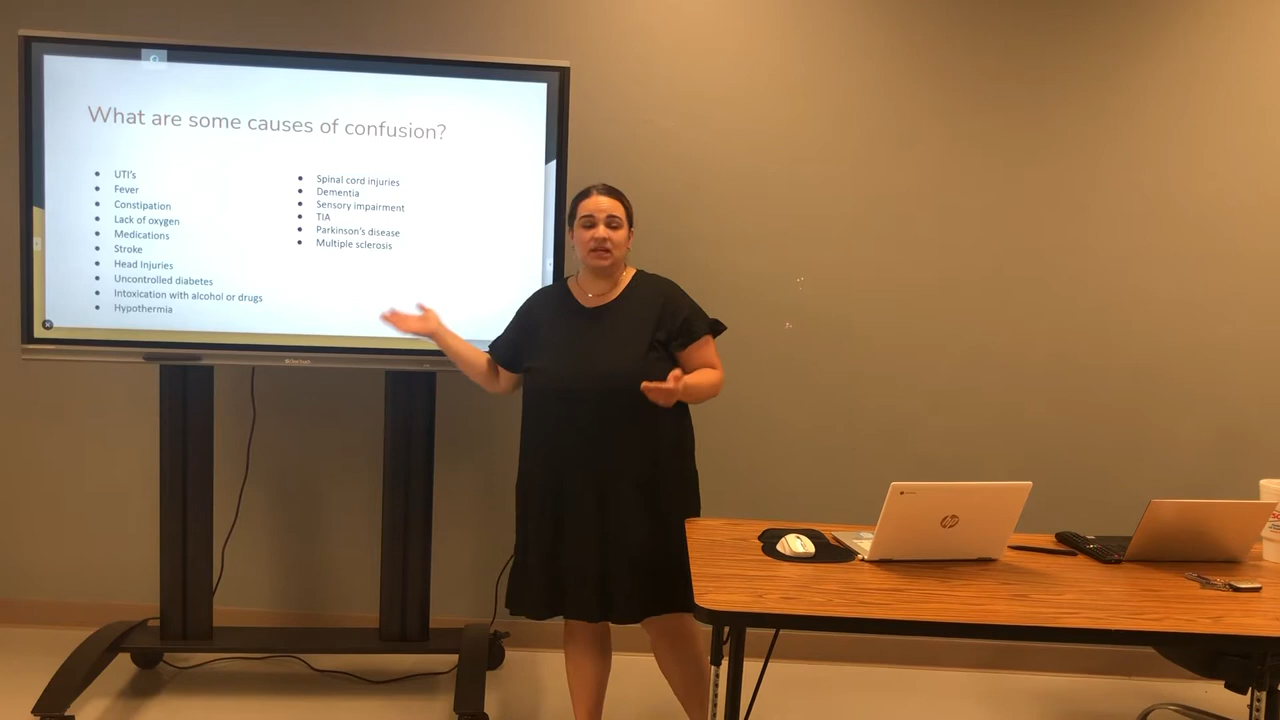 What are some causes of confusion?
UTI's
Fever
Constipation
Lack of oxygen
Medications
Stroke
Head Injuries
Uncontrolled diabetes
Intoxication with alcohol or drugs
Hypothermia
Spinal cord injuries
Dementia
Sensory impairment
TIA
Parkinson's disease
Multiple sclerosis
hp